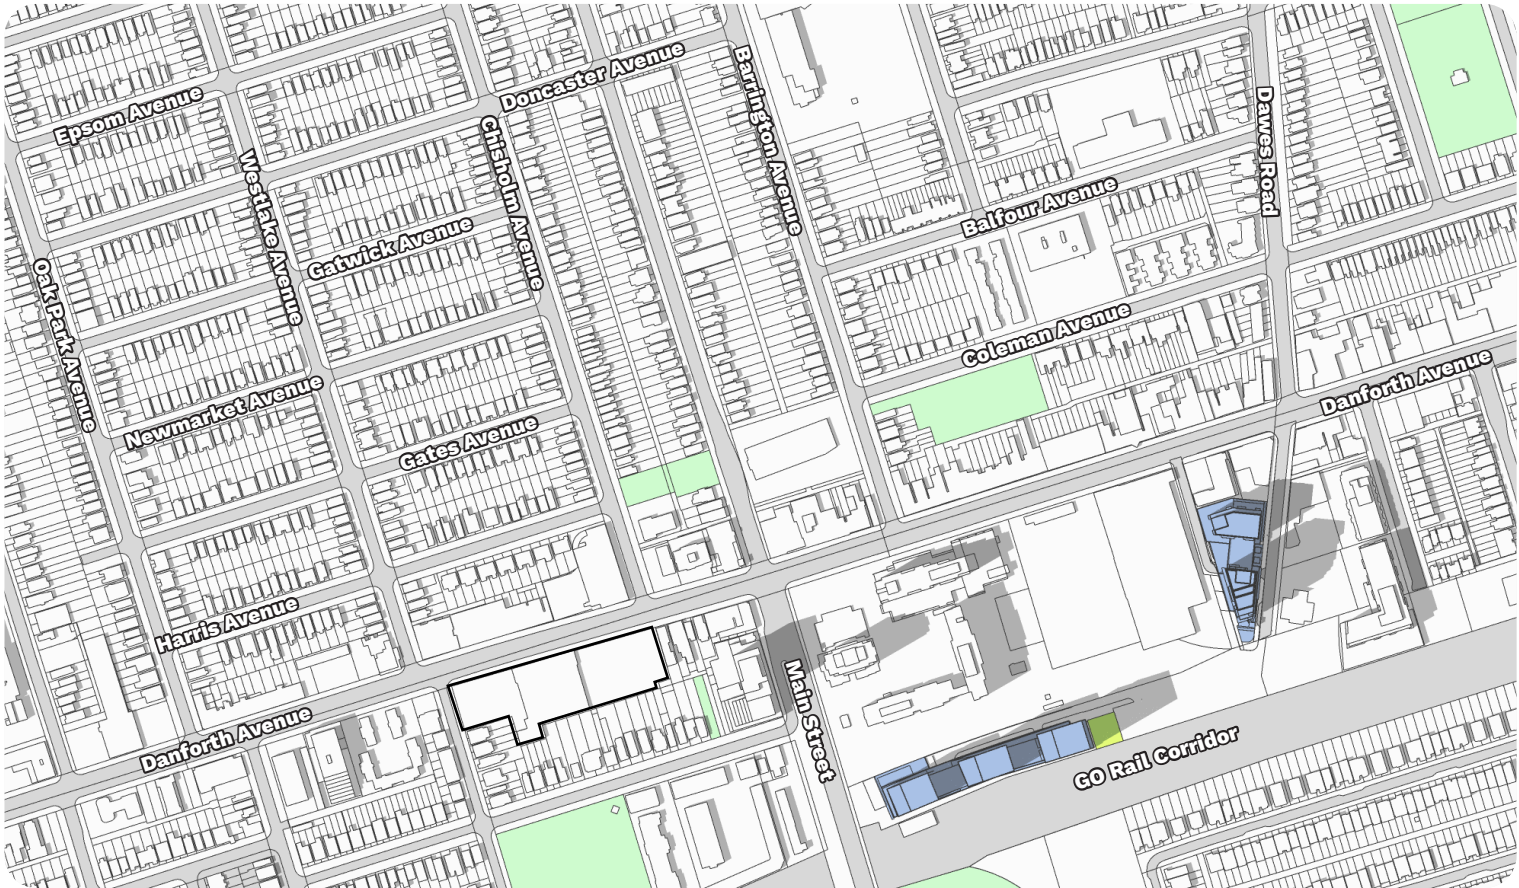 Doncaster Avenue
Epsom Avenue
Barrington Avenue
Dawes Road
Chisholm Avenue
Westlake Avenue
Balfour Avenue
Gatwick Avenue
Oak Park Avenue
Coleman Avenue
Danforth Avenue
Newmarket Avenue
Gates Avenue
Harris Avenue
Main Street
Danforth Avenue
GO Rail Corridor